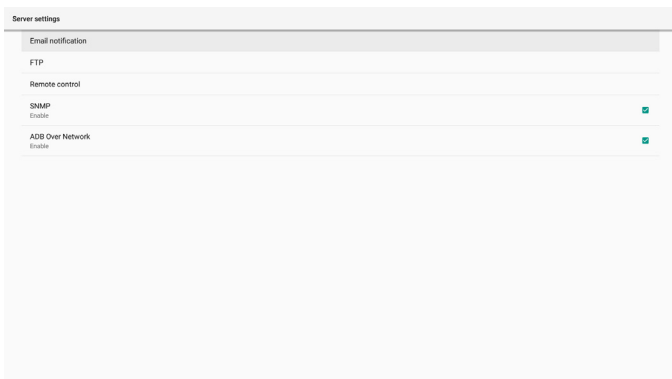 Server settings
Email notification
FTP
Remote control
SNMP
Enable
ADB Over Network
Enable